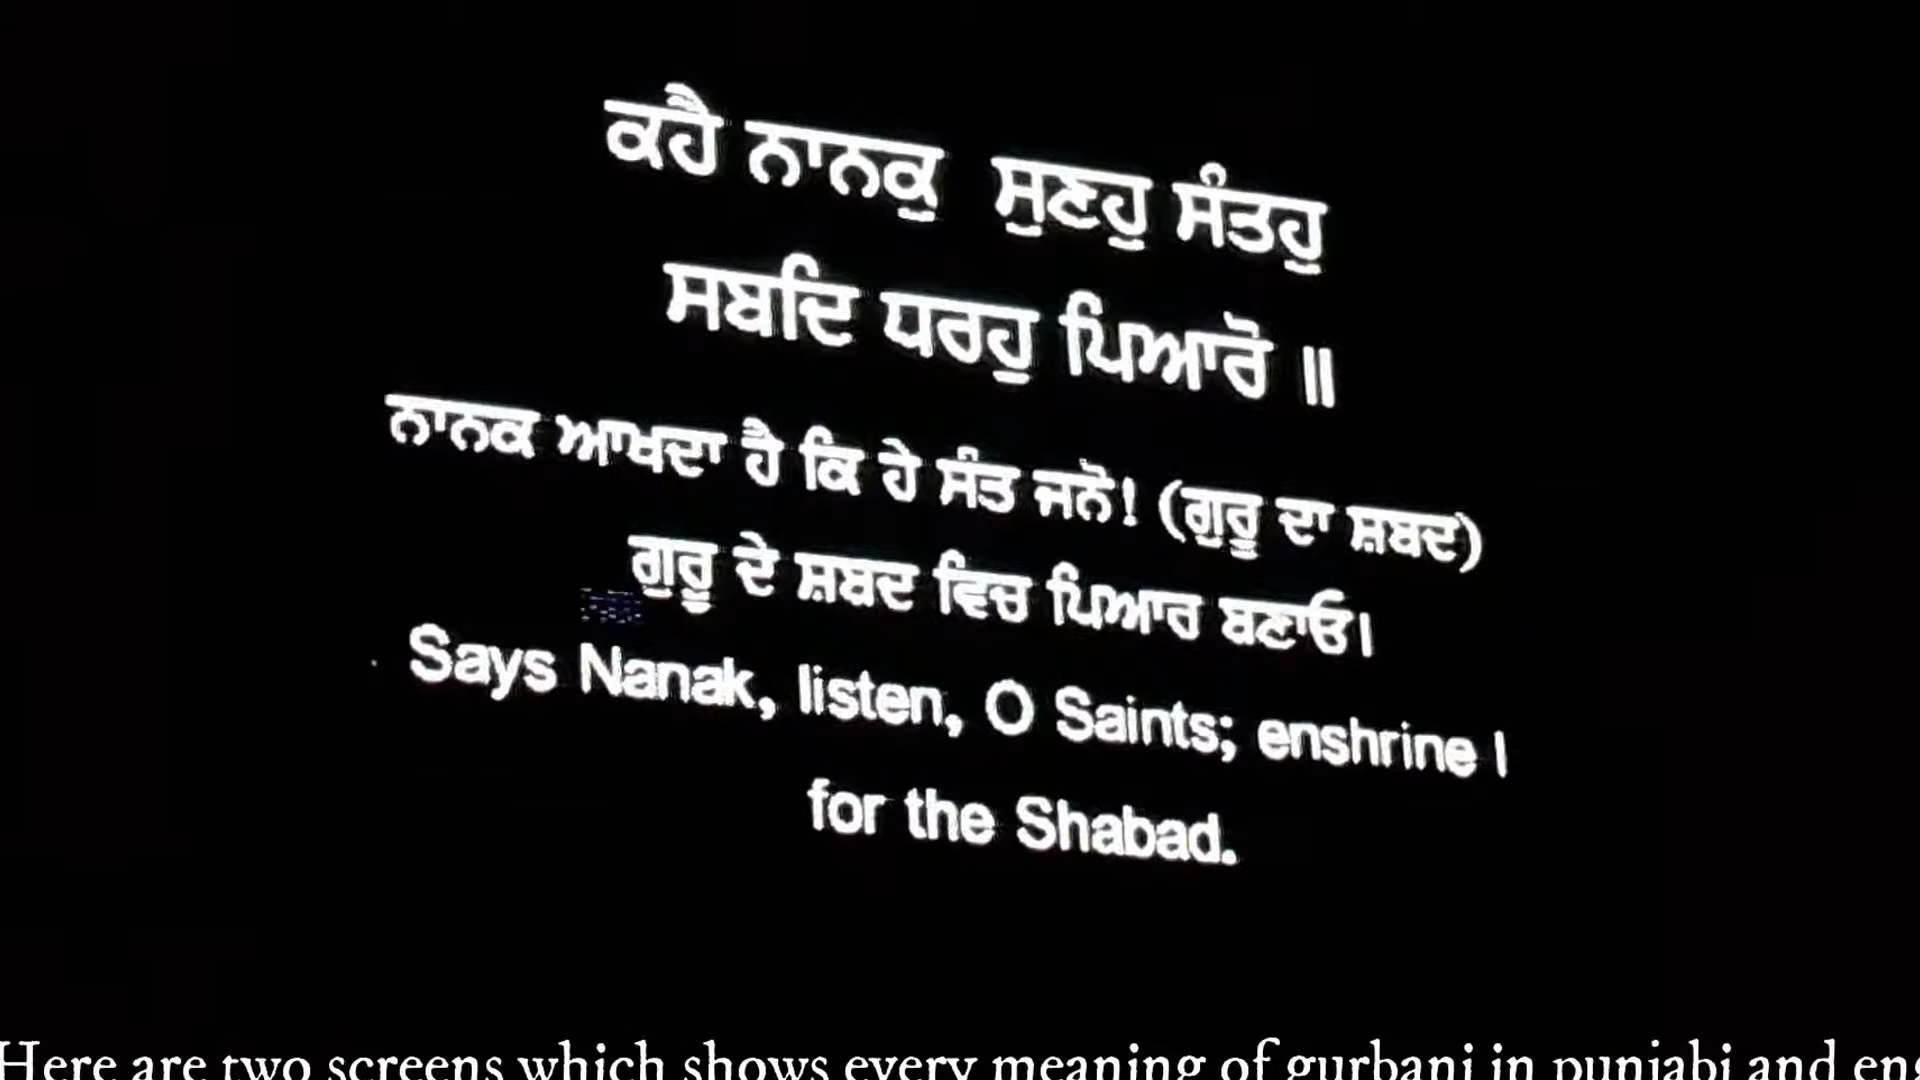 ਕਹੈ ਨਾਨਕੁ ਸੁਣਹੁ ਸੰਤਹੁ
ਸਬਦਿ ਧਰਹੁ ਪਿਆਰੋ ॥
ਨਾਨਕ ਆਖਦਾ ਹੈ ਕਿ ਹੇ ਸੰਤ ਜਨੋ! (ਗੁਰੂ ਦਾ ਸ਼ਬਦ)
ਗੁਰੂ ਦੇ ਸ਼ਬਦ ਵਿਚ ਪਿਆਰ ਬਣਾਓ।
Says Nanak, listen, O Saints; enshrine l
for the Shabad.
Here are two screens which shows every meaning of gurbani in punjabi and en